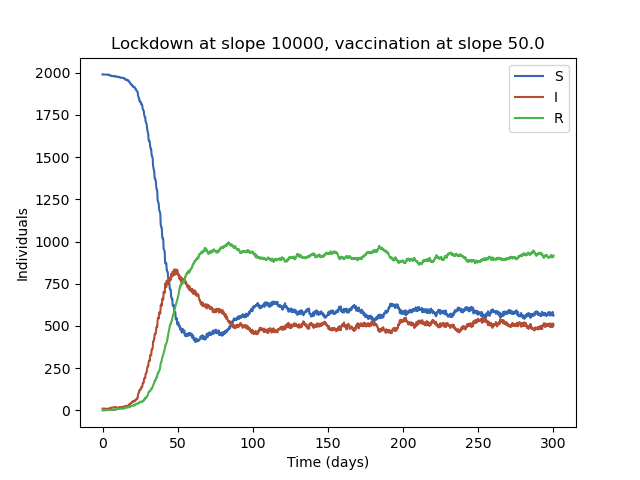 Lockdown at slope 10000, vaccination at slope 50.0
S
I
R
2000
1750
1500
1250
1000
750
500
250
0
Individuals
0 50 100 150 200 250 300
Time (days)